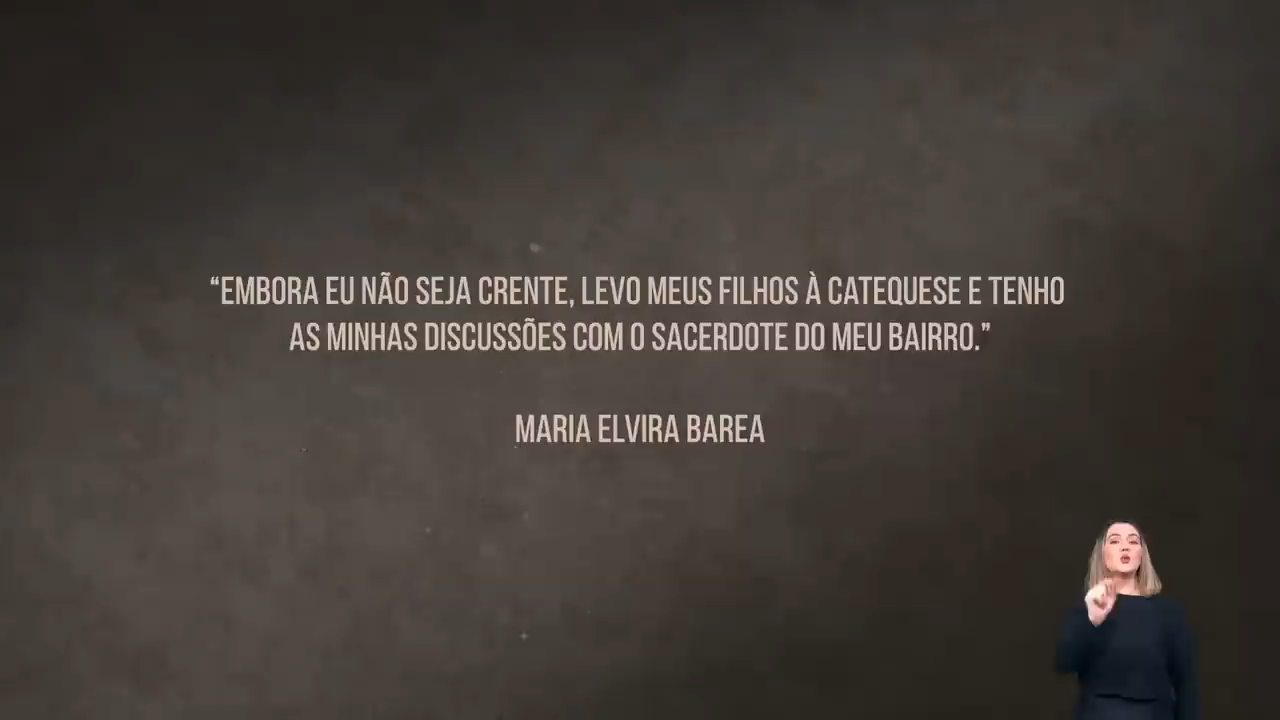 “EMBORA EU NÃO SEJA CRENTE, LEVO MEUS FILHOS À CATEQUESE E TENHO
AS MINHAS DISCUSSÕES COM O SACERDOTE DO MEU BAIRRO.”
MARIA ELVIRA BAREA